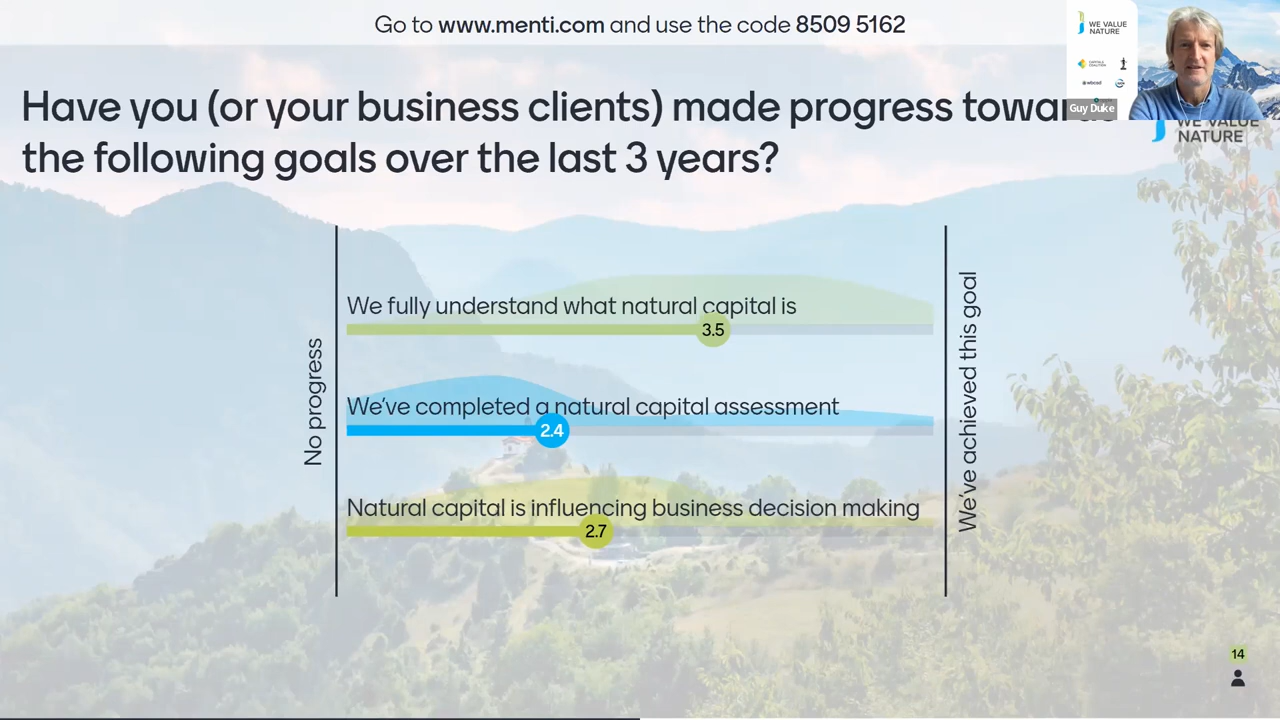 Go to www.menti.com and use the code 8509 5162
WE VALUE
NATURE
Guy Duke
Have you (or your business clients) made progress
the following goals over the last 3 years?
WE VALUE
NATURE
No progress
We fully understand what natural capital is
3.5
We've completed a natural capital assessment
2.4
Natural capital is influencing business decision making
2.7
We've achieved this goal
14